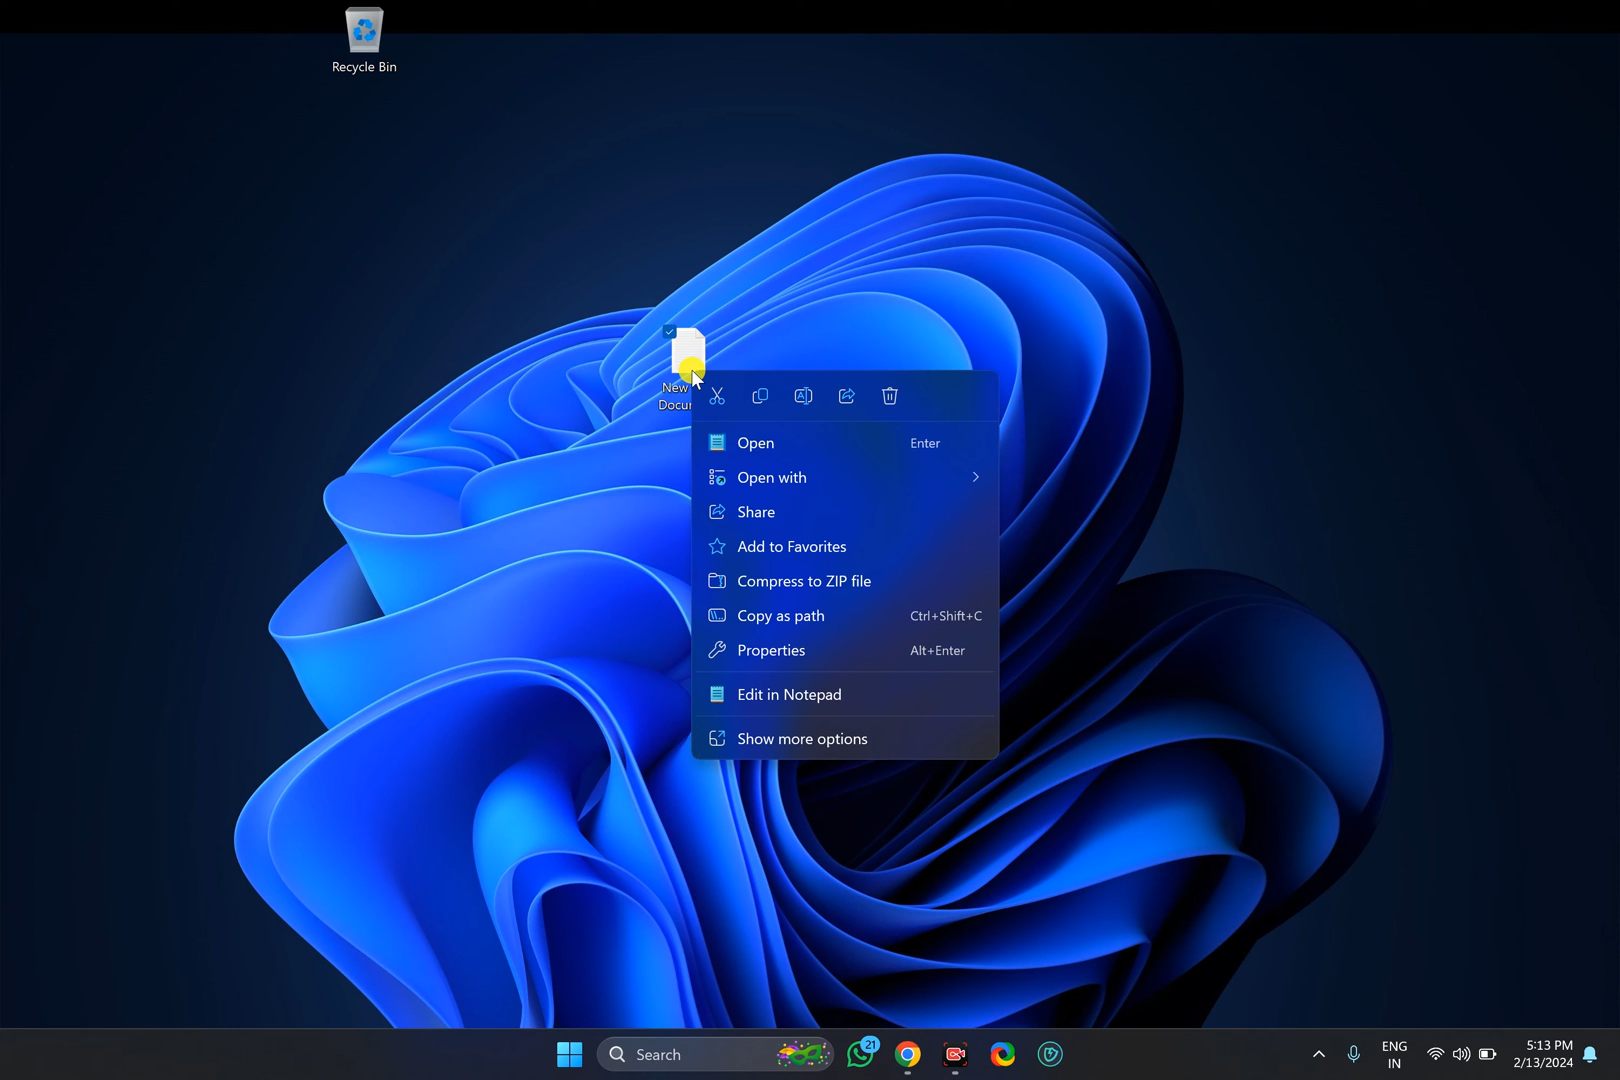 Recycle Bin
New
Docum
Open Enter
Open with
Share
Add to Favorites
Compress to ZIP file
Copy as path Ctrl+Shift+C
Properties Alt+Enter
Edit in Notepad
Show more options
Search
21
ENG
IN
5:13 PM
2/13/2024